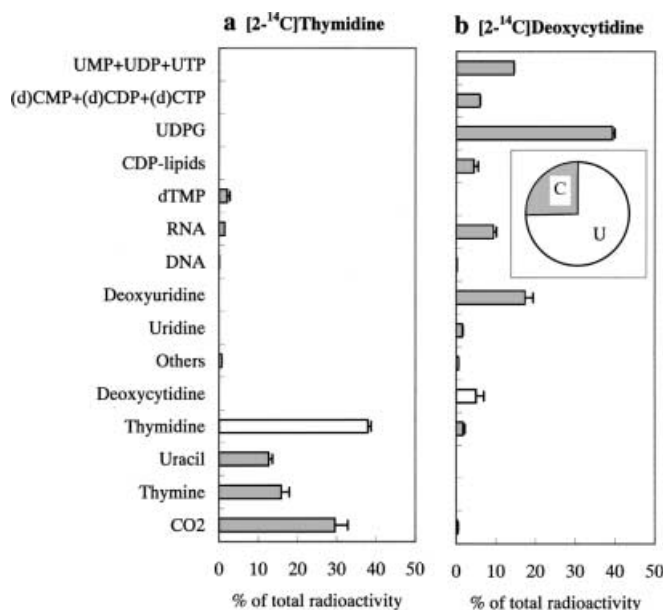 a [2-14C]Thymidine
b [2-14C]Deoxycytidine
UMP+UDP+UTP
(d)CMP+(d)CDP+(d)CTP
UDPG
CDP-lipids
dTMP
RNA
DNA
Deoxyuridine
Uridine
Others
Deoxycytidine
Thymidine
Uracil
Thymine
CO2
C
U
0 10 20 30 40 50
0 10 20 30 40 50
% of total radioactivity
% of total radioactivity